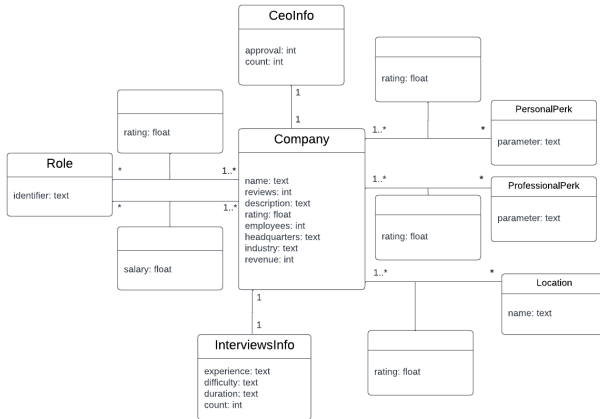 CeoInfo
approval: int
count: int
1
1
rating: float
rating: float
PersonalPerk
parameter: text
1..*
*
Company
name: text
reviews: int
description: text
rating: float
employees: int
headquarters: text
industry: text
revenue: int
Role
identifier: text
*
1..*
*
1..*
salary: float
1..*
*
ProfessionalPerk
parameter: text
rating: float
1..*
*
Location
name: text
rating: float
1
1
InterviewsInfo
experience: text
difficulty: text
duration: text
count: int